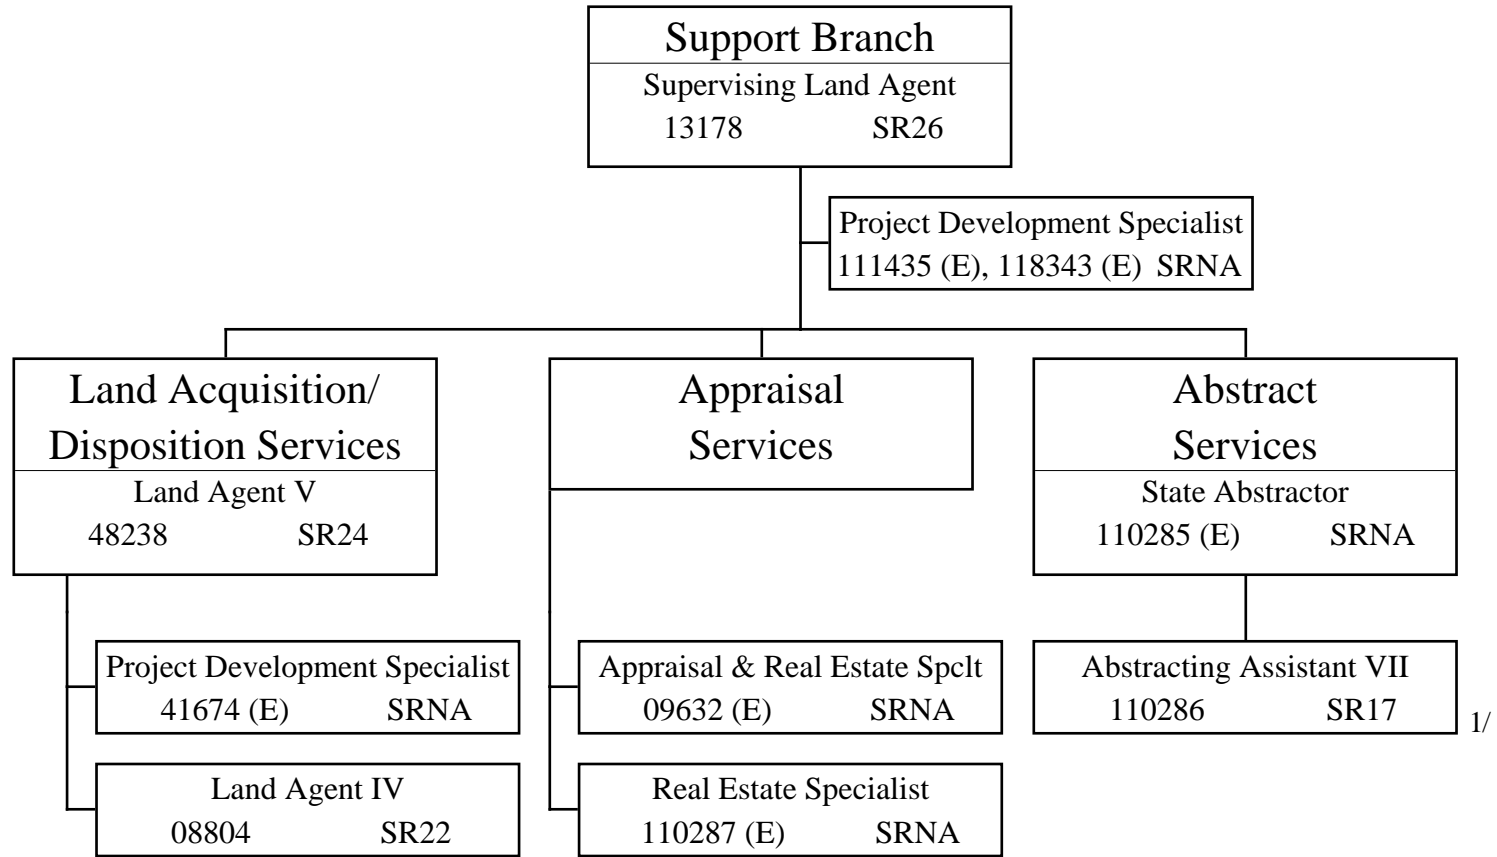 Support Branch
Supervising Land Agent
13178 SR26
Project Development Specialist
111435 (E), 118343 (E) SRNA
Land Acquisition/
Disposition Services
Land Agent V
48238 SR24
Appraisal
Services
Abstract
Services
State Abstractor
110285 (E) SRNA
Project Development Specialist
41674 (E) SRNA
Land Agent IV
08804 SR22
Appraisal & Real Estate Spclt
09632 (E) SRNA
Real Estate Specialist
110287 (E) SRNA
Abstracting Assistant VII
110286 SR17
1/